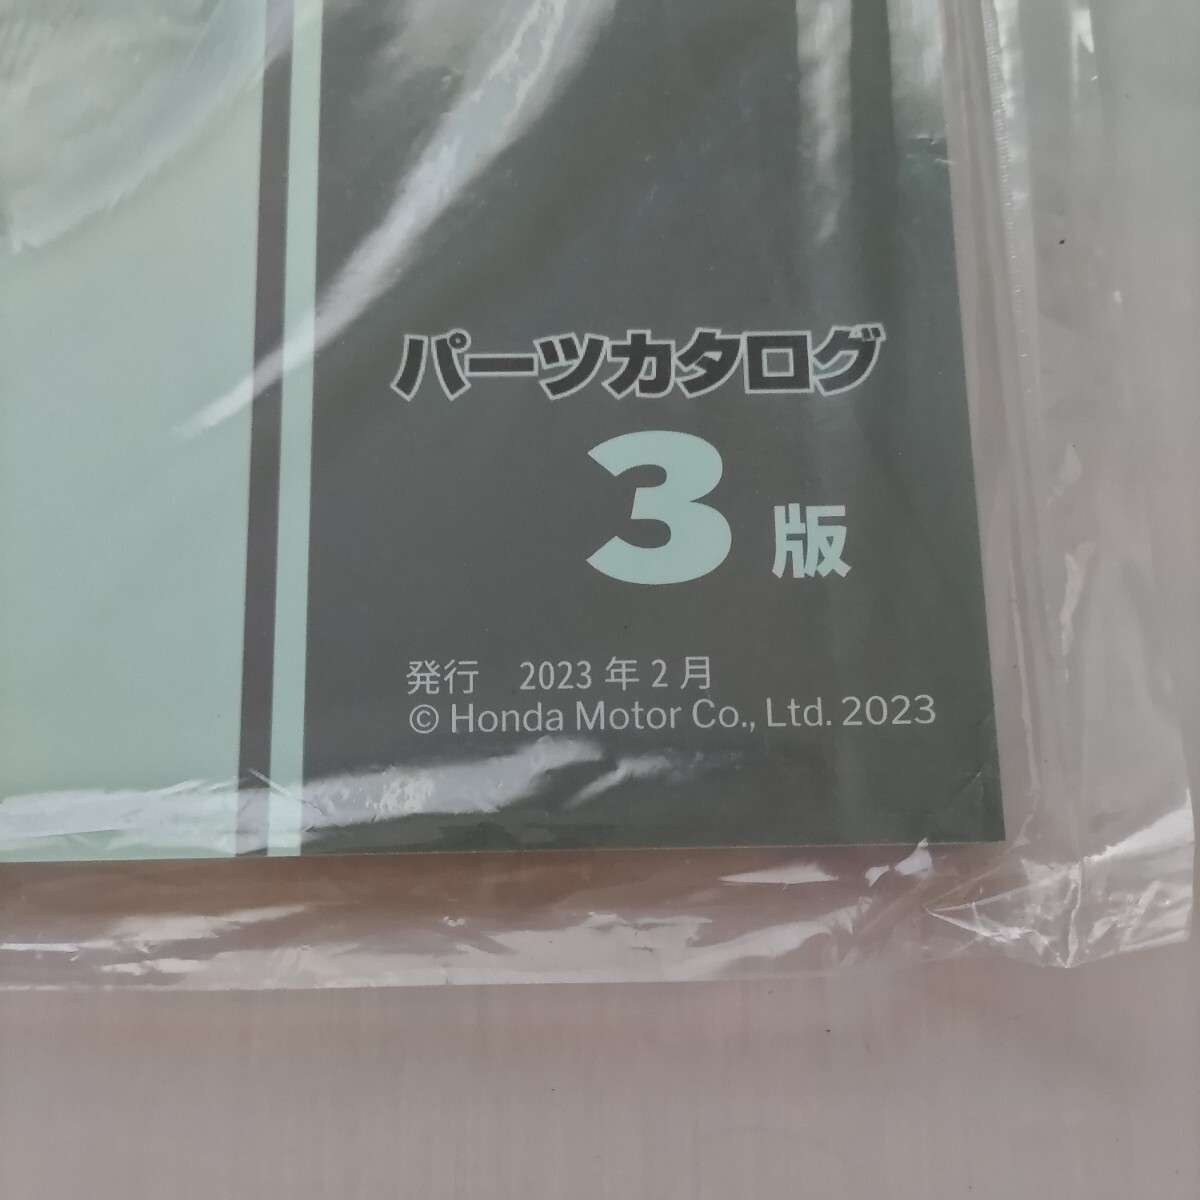 パーツカタログ
3 版
発行　2023 年 2 月
© Honda Motor Co., Ltd. 2023